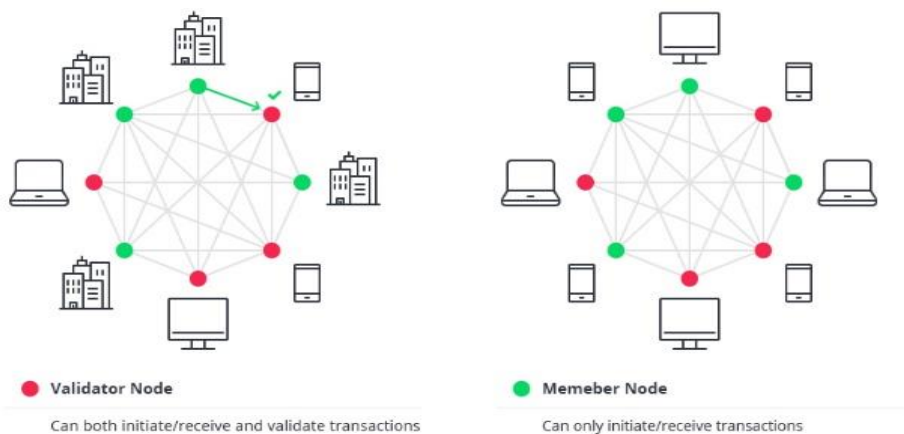 Validator Node
Can both initiate/receive and validate transactions
Memeber Node
Can only initiate/receive transactions